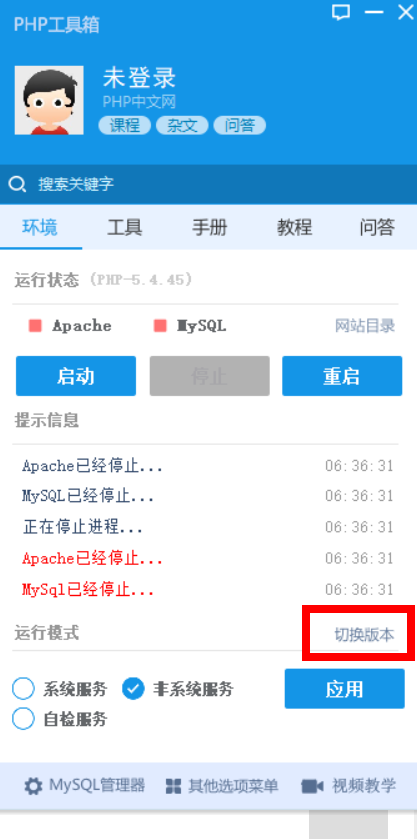 PHP工具箱
未登录
PHP中文网
课程 杂文 问答
搜索关键字
环境 工具 手册 教程 问答
运行状态 (PHP-5.4.45)
Apache MySQL 网站目录
启动 停止 重启
提示信息
Apache已经停止... 06:36:31
MySQL已经停止... 06:36:31
正在停止进程... 06:36:31
Apache已经停止... 06:36:31
MySql已经停止... 06:36:31
运行模式 切换版本
系统服务 非系统服务 应用
自检服务
MySQL管理器 其他选项菜单 视频教学